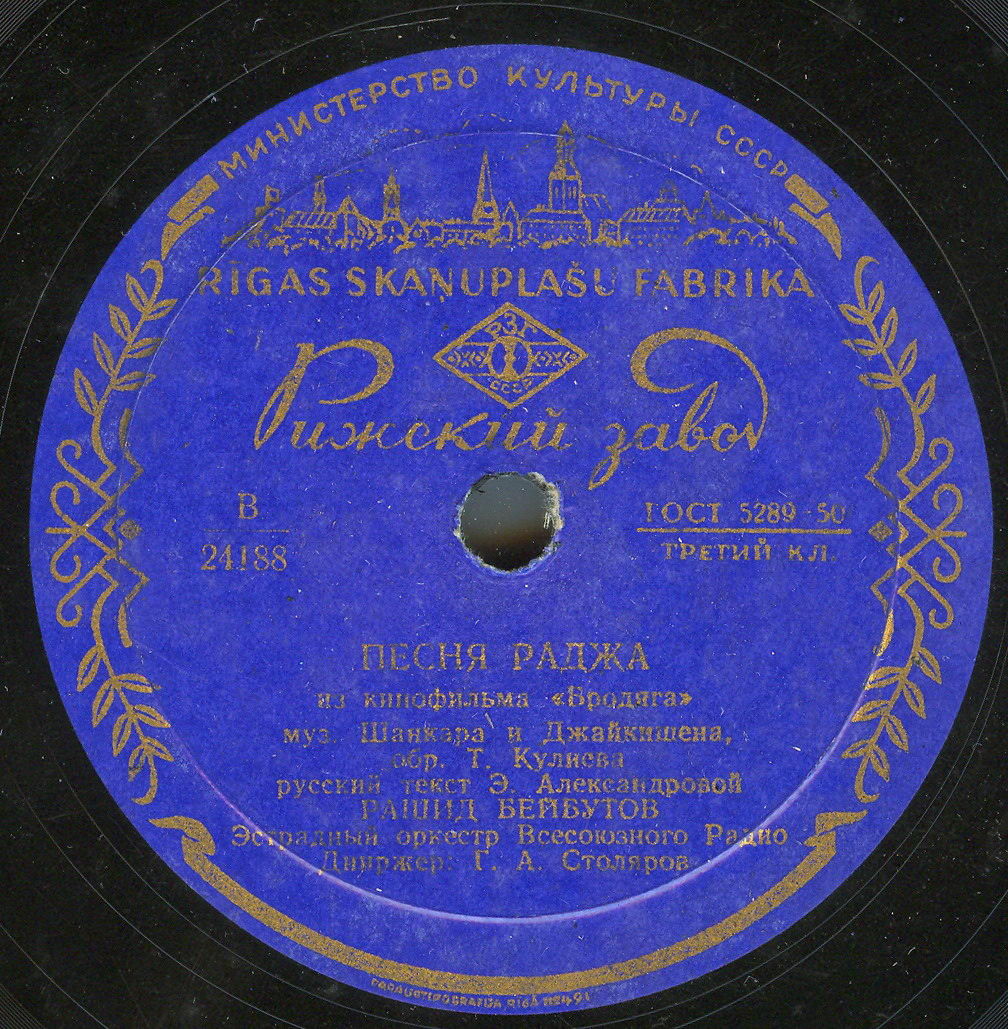 МИНИСТЕРСТВО КУЛЬТУРЫ СССР
RĪGAS SKAŅUPLAŠU FABRIKA
РЗГ
СССР
Рижский завод
В
24188
ГОСТ 5289-50
ТРЕТИЙ КЛ.
ПЕСНЯ РАДЖА
из кинофильма «Бродяга»
муз. Шанкара и Джайкишена,
обр. Т. Кулиева
русский текст Э. Александровой
РАШИД БЕЙБУТОВ
Эстрадный оркестр Всесоюзного Радио
Дирижер: Г. А. Столяров
RĪGĀ